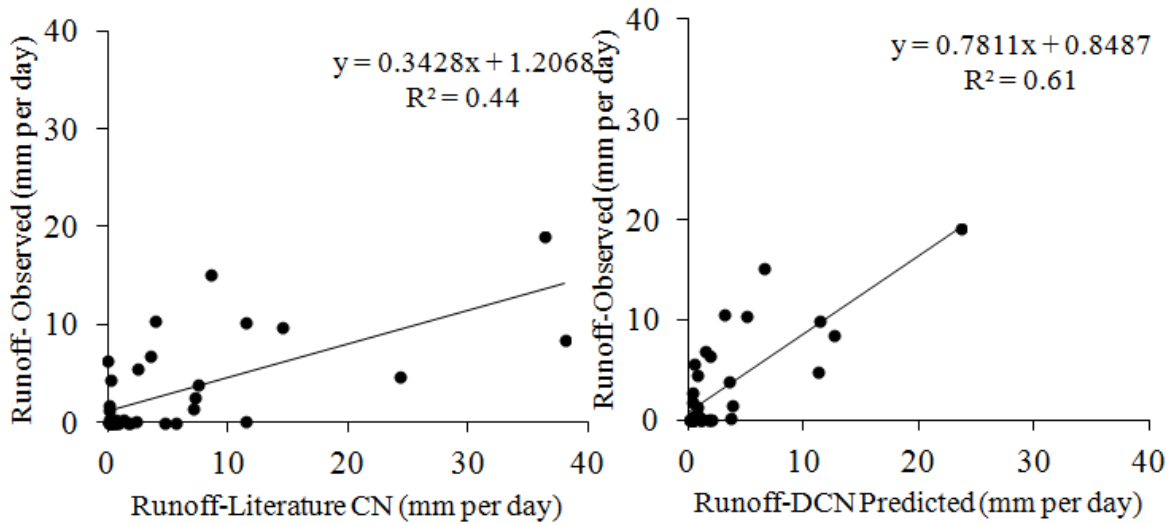 Runoff- Observed (mm per day)
40
30
20
10
0
y = 0.3428x + 1.2068
R² = 0.44
0 10 20 30 40
Runoff-Literature CN (mm per day)
Runoff-Observed (mm per day)
40
30
20
10
0
y = 0.7811x + 0.8487
R² = 0.61
0 10 20 30 40
Runoff-DCN Predicted (mm per day)